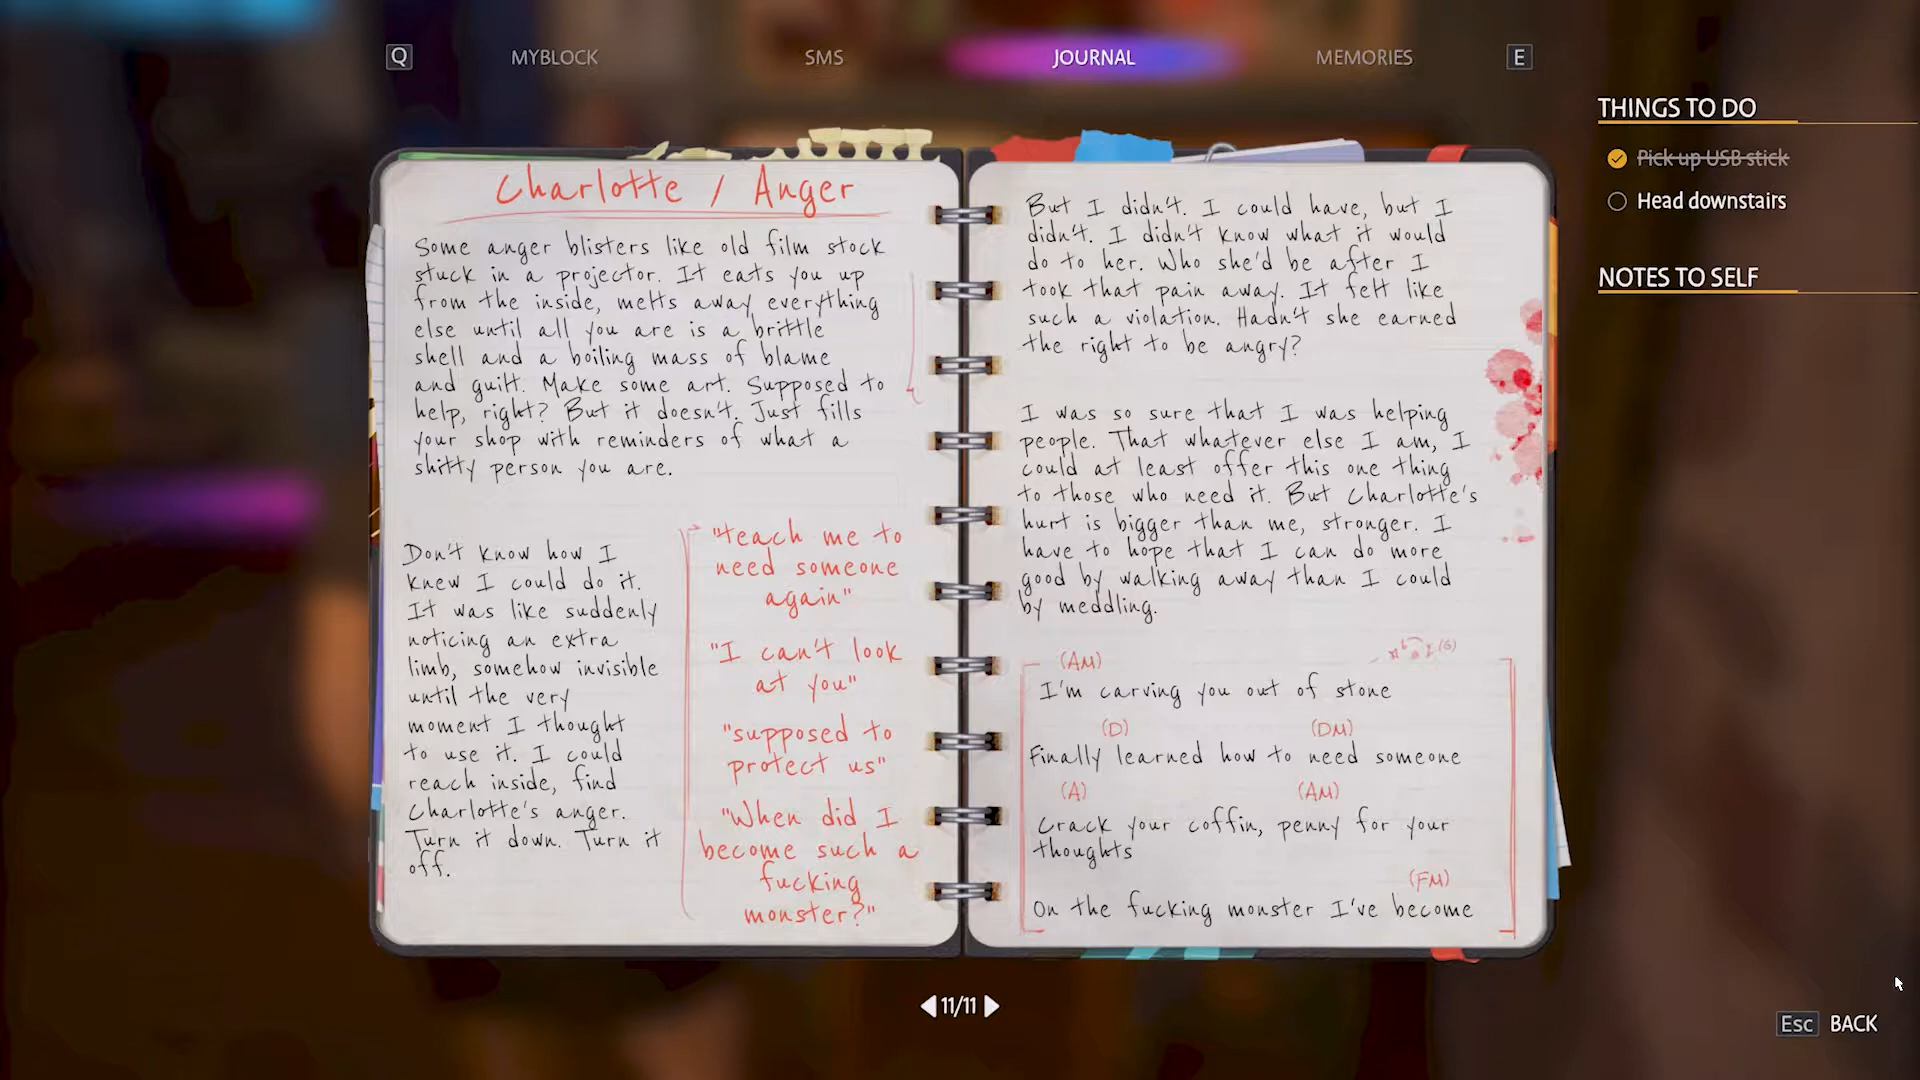 Q
MYBLOCK
SMS
JOURNAL
MEMORIES
E
THINGS TO DO
Pick up USB stick
Head downstairs
NOTES TO SELF
Charlotte / Anger
Some anger blisters like old film stock
stuck in a projector. It eats you up
from the inside, melts away everything
else until all you are is a brittle
shell and a boiling mass of blame
and guilt. Make some art. Supposed to
help, right? But it doesn't. Just fills
your shop with reminders of what a
shitty person you are.
Don't know how I
knew I could do it.
It was like suddenly
noticing an extra
limb, somehow invisible
until the very
moment I thought
to use it. I could
reach inside, find
Charlotte's anger.
Turn it down. Turn it
off.
"teach me to
need someone
again"
"I can't look
at you"
"supposed to
protect us"
"When did I
become such a
fucking
monster?"
But I didn't. I could have, but I
didn't. I didn't know what it would
do to her. Who she'd be after I
took that pain away. It felt like
such a violation. Hadn't she earned
the right to be angry?
I was so sure that I was helping
people. That whatever else I am, I
could at least offer this one thing
to those who need it. But Charlotte's
hurt is bigger than me, stronger. I
have to hope that I can do more
good by walking away than I could
by meddling.
(AM)
I'm carving you out of stone
(D) (DM)
Finally learned how to need someone
(A) (AM)
Crack your coffin, penny for your
thoughts
(FM)
On the fucking monster I've become
11/11
Esc BACK